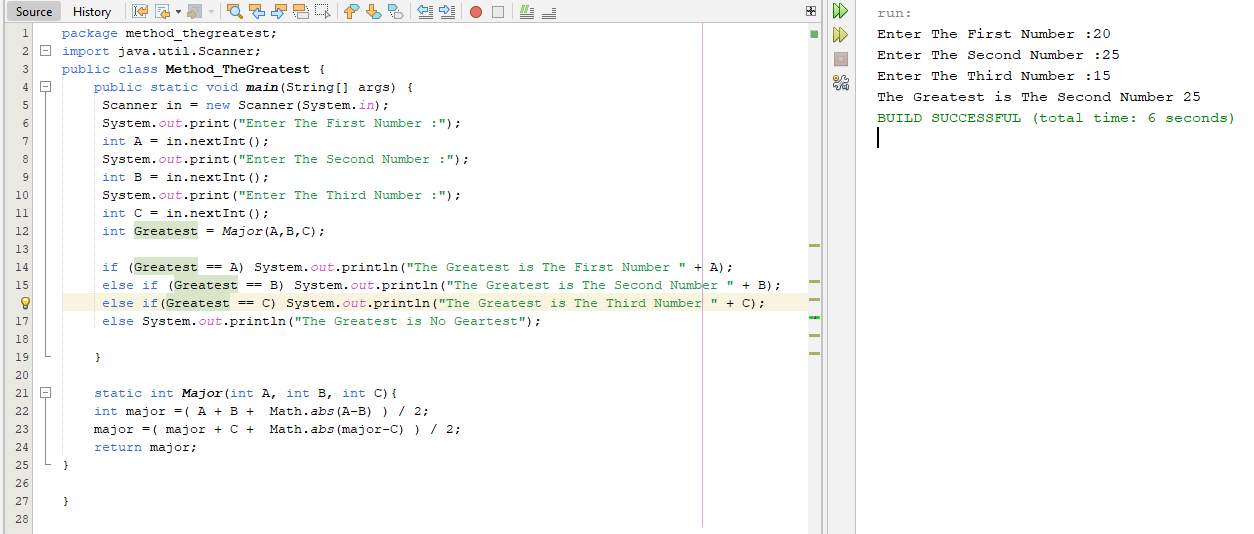 Source History
1 package method_thegreatest;
2 import java.util.Scanner;
3 public class Method_TheGreatest {
4 public static void main(String[] args) {
5 Scanner in = new Scanner(System.in);
6 System.out.print("Enter The First Number :");
7 int A = in.nextInt();
8 System.out.print("Enter The Second Number :");
9 int B = in.nextInt();
10 System.out.print("Enter The Third Number :");
11 int C = in.nextInt();
12 int Greatest = Major(A,B,C);
13
14 if (Greatest == A) System.out.println("The Greatest is The First Number " + A);
15 else if (Greatest == B) System.out.println("The Greatest is The Second Number " + B);
else if(Greatest == C) System.out.println("The Greatest is The Third Number " + C);
17 else System.out.println("The Greatest is No Geartest");
18
19 }
20
21 static int Major(int A, int B, int C){
22 int major =( A + B + Math.abs(A-B) ) / 2;
23 major =( major + C + Math.abs(major-C) ) / 2;
24 return major;
25 }
26
27 }
28
run:
Enter The First Number :20
Enter The Second Number :25
Enter The Third Number :15
The Greatest is The Second Number 25
BUILD SUCCESSFUL (total time: 6 seconds)